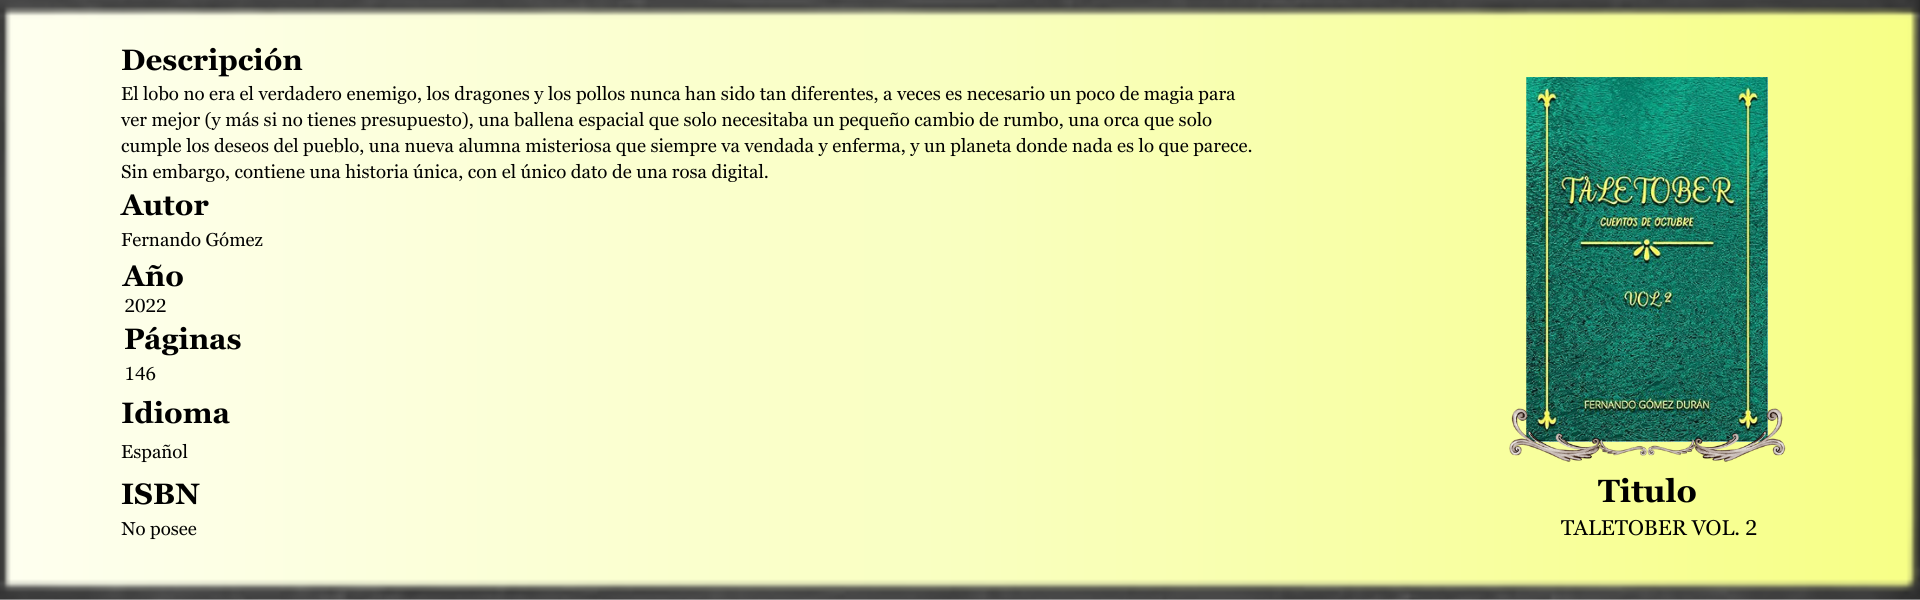 Descripción
El lobo no era el verdadero enemigo, los dragones y los pollos nunca han sido tan diferentes, a veces es necesario un poco de magia para
ver mejor (y más si no tienes presupuesto), una ballena espacial que solo necesitaba un pequeño cambio de rumbo, una orca que solo
cumple los deseos del pueblo, una nueva alumna misteriosa que siempre va vendada y enferma, y un planeta donde nada es lo que parece.
Sin embargo, contiene una historia única, con el único dato de una rosa digital.
Autor
Fernando Gómez
Año
2022
Páginas
146
Idioma
Español
ISBN
No posee
TALETOBER
CUENTOS DE OCTUBRE
VOL 2
FERNANDO GÓMEZ DURÁN
Titulo
TALETOBER VOL. 2